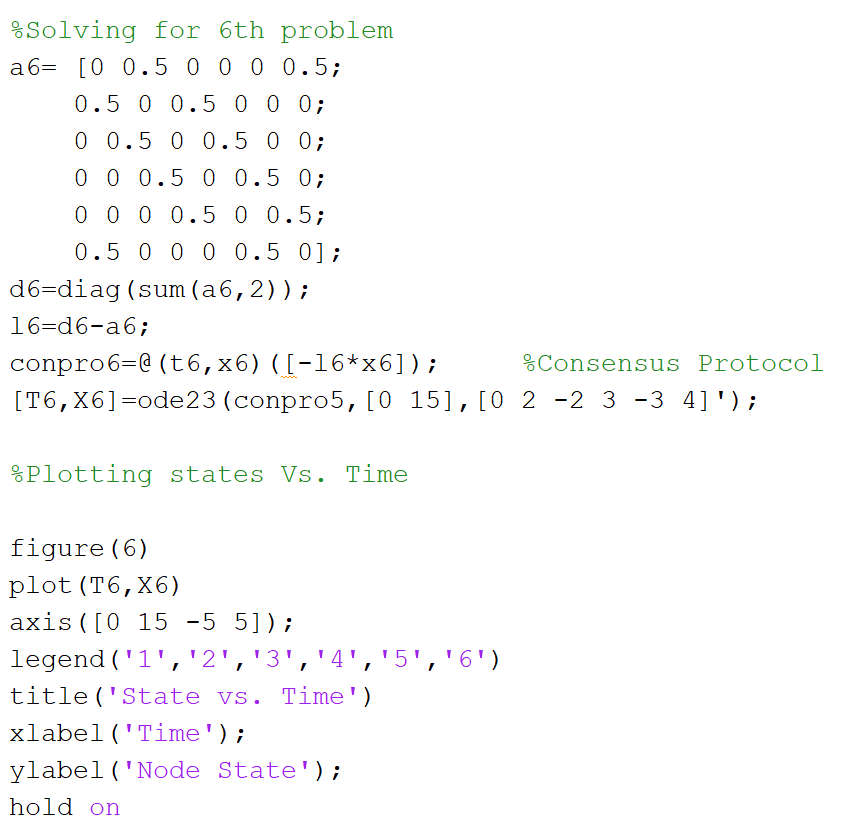 %Solving for 6th problem
a6= [0 0.5 0 0 0 0.5;
0.5 0 0.5 0 0 0;
0 0.5 0 0.5 0 0;
0 0 0.5 0 0.5 0;
0 0 0 0.5 0 0.5;
0.5 0 0 0 0.5 0];
d6=diag(sum(a6,2));
l6=d6-a6;
conpro6=@(t6,x6)([-l6*x6]); %Consensus Protocol
[T6,X6]=ode23(conpro5,[0 15],[0 2 -2 3 -3 4]');
%Plotting states Vs. Time
figure(6)
plot(T6,X6)
axis([0 15 -5 5]);
legend('1','2','3','4','5','6')
title('State vs. Time')
xlabel('Time');
ylabel('Node State');
hold on